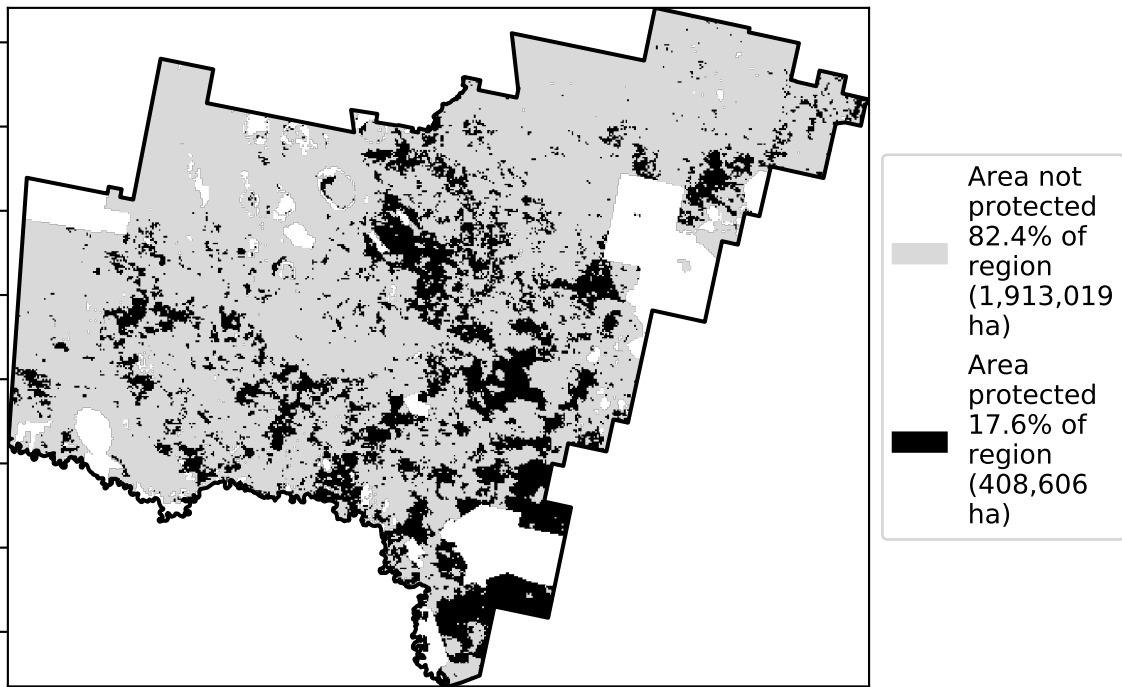 Area not
protected
82.4% of
region
(1,913,019
ha)
Area
protected
17.6% of
region
(408,606
ha)